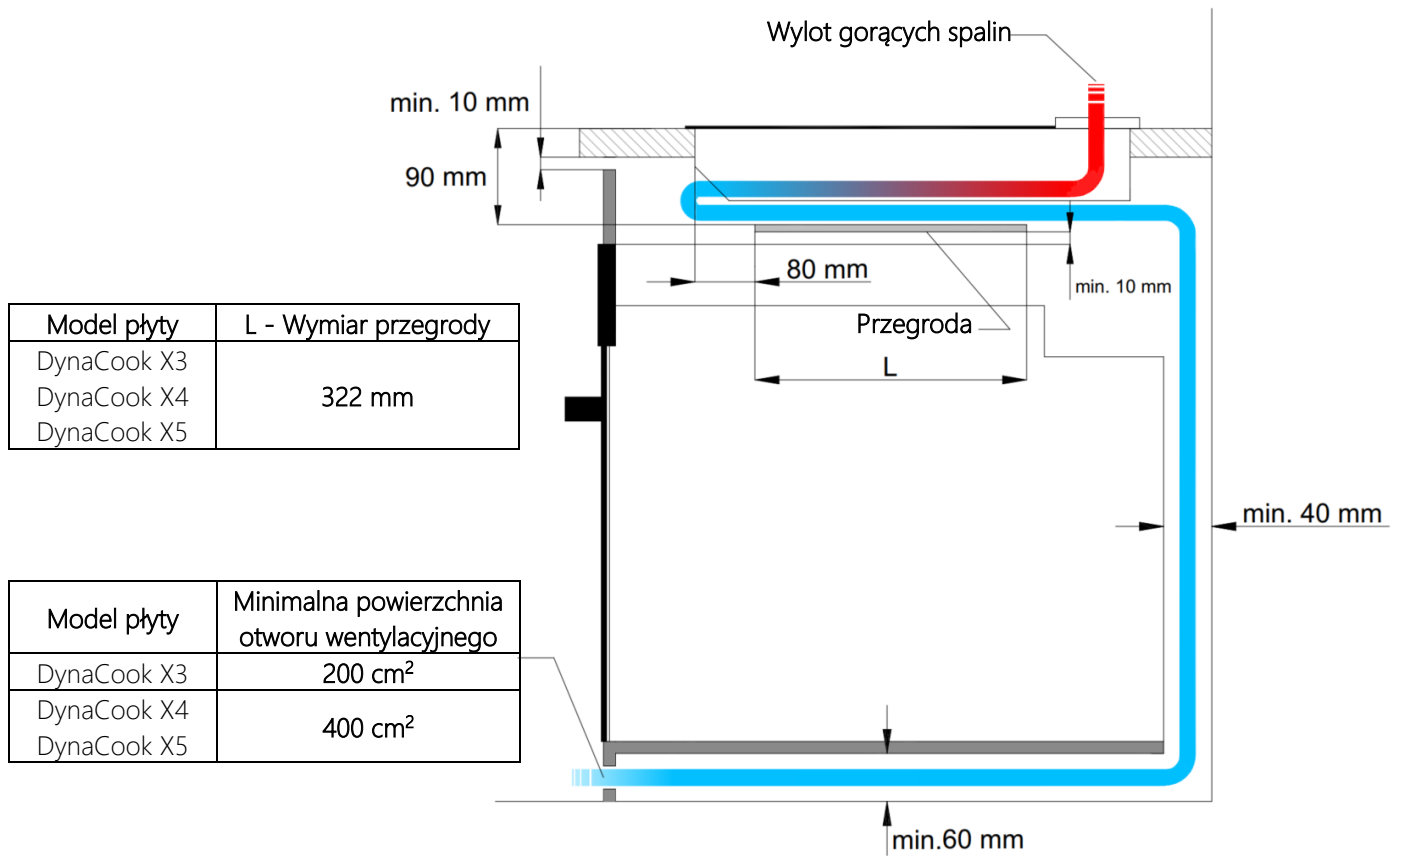 Wylot gorących spalin
min. 10 mm
90 mm
80 mm
min. 10 mm
Przegroda
L
Model płyty L - Wymiar przegrody
DynaCook X3
DynaCook X4 322 mm
DynaCook X5
min. 40 mm
Model płyty Minimalna powierzchnia
otworu wentylacyjnego
DynaCook X3 200 cm²
DynaCook X4
DynaCook X5 400 cm²
min.60 mm